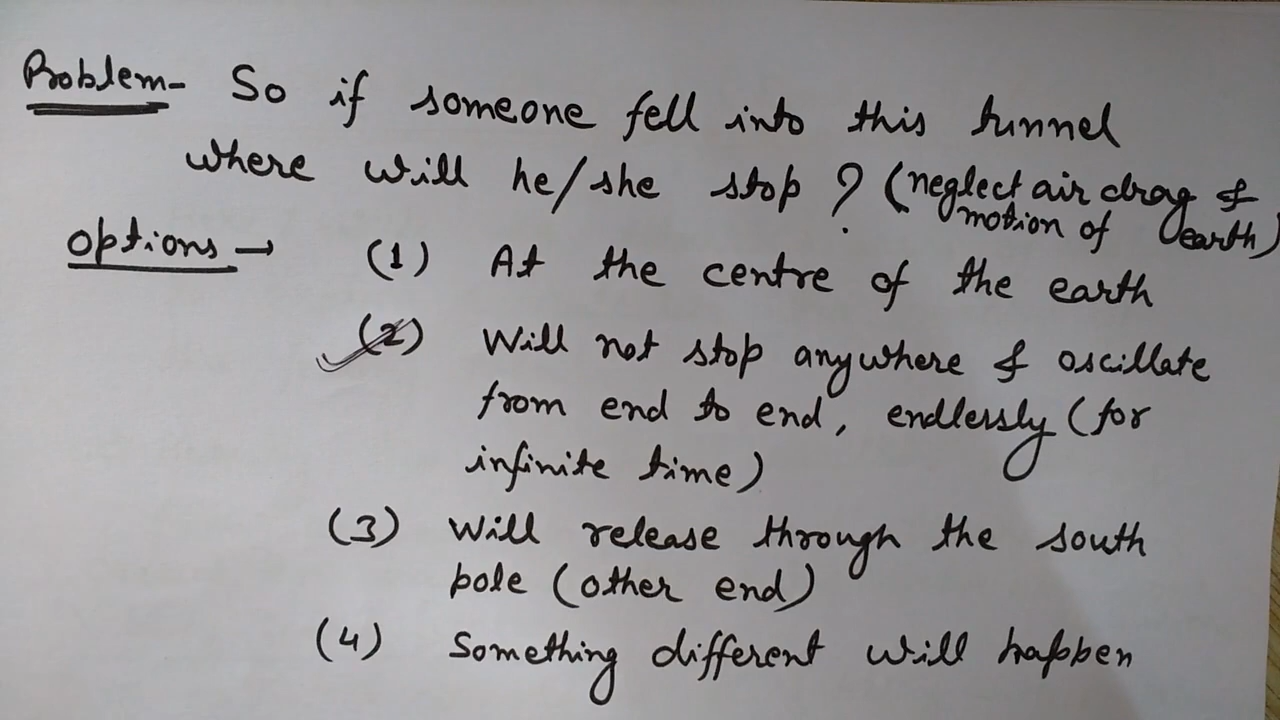 Problem- So if someone fell into this tunnel
where will he/she stop ? (neglect air drag &
motion of earth)
options → (1) At the centre of the earth
(2) Will not stop anywhere & oscillate
from end to end, endlessly (for
infinite time)
(3) Will release through the south
pole (other end)
(4) Something different will happen